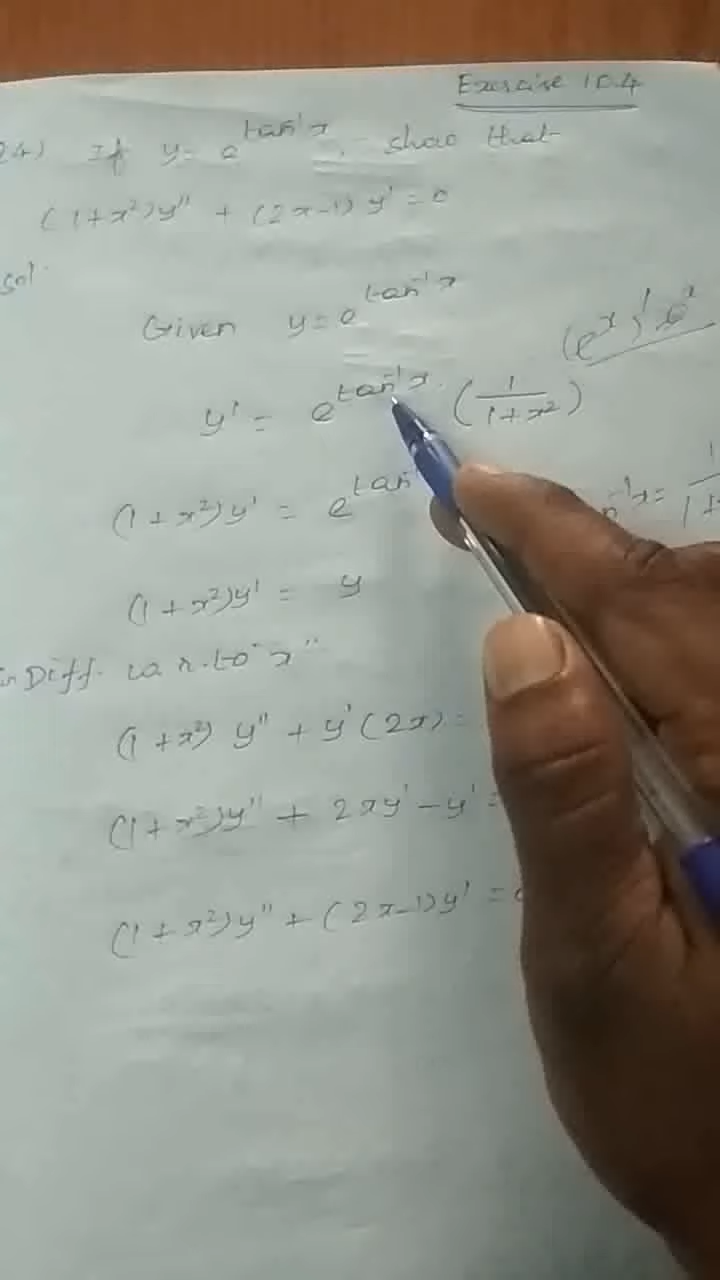 Exercise 10.4
24) If y = e^tan⁻¹x, show that
(1+x²)y'' + (2x-1) y' = 0
Sol.
Given y = e^tan⁻¹x
(e^x)' e^x
y' = e^tan⁻¹x (1/1+x²)
(1+x²)y' = e^tan
(1+x²)y' = y
Diff. w.r.to "x"
(1+x²) y'' + y'(2x) =
(1+x²)y'' + 2xy' - y' =
(1+x²)y'' + (2x-1)y' =